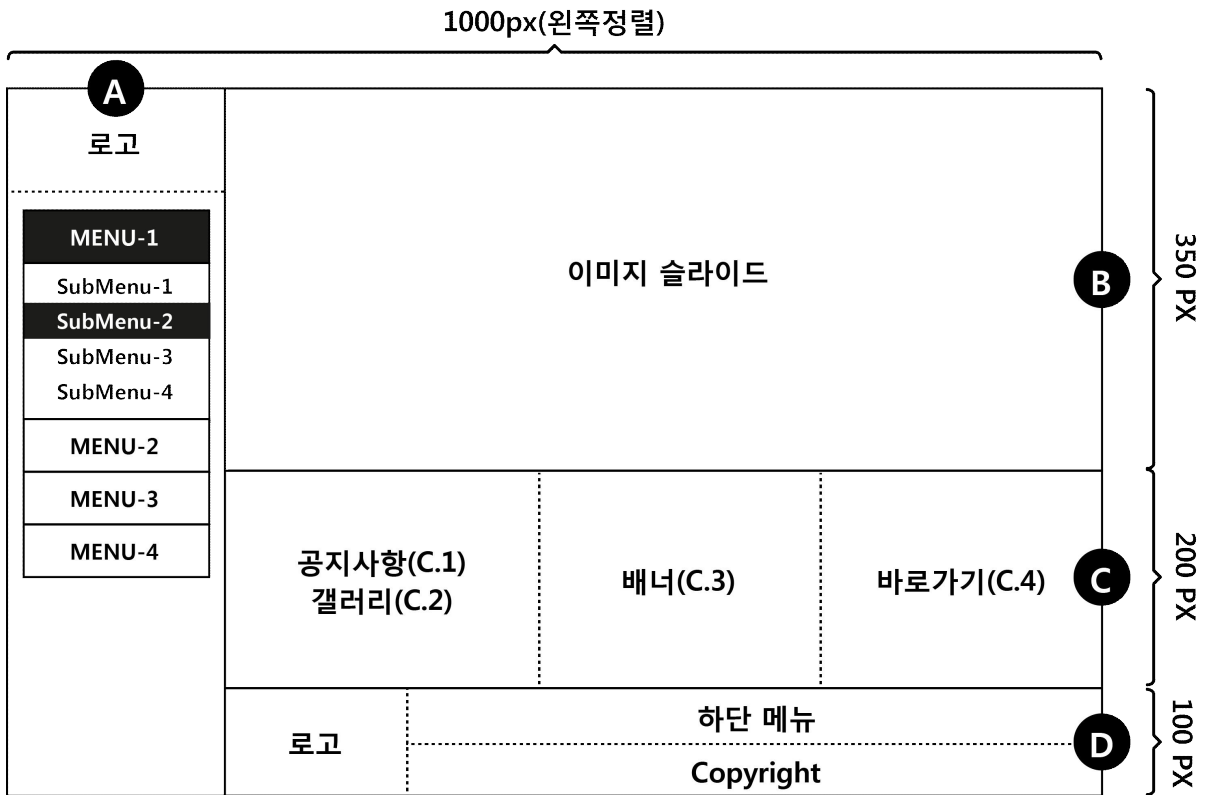 1000px(왼쪽정렬)
A
로고
MENU-1
SubMenu-1
SubMenu-2
SubMenu-3
SubMenu-4
MENU-2
MENU-3
MENU-4
이미지 슬라이드
B
350 PX
공지사항(C.1)
갤러리(C.2)
배너(C.3)
바로가기(C.4)
C
200 PX
로고
하단 메뉴
Copyright
D
100 PX